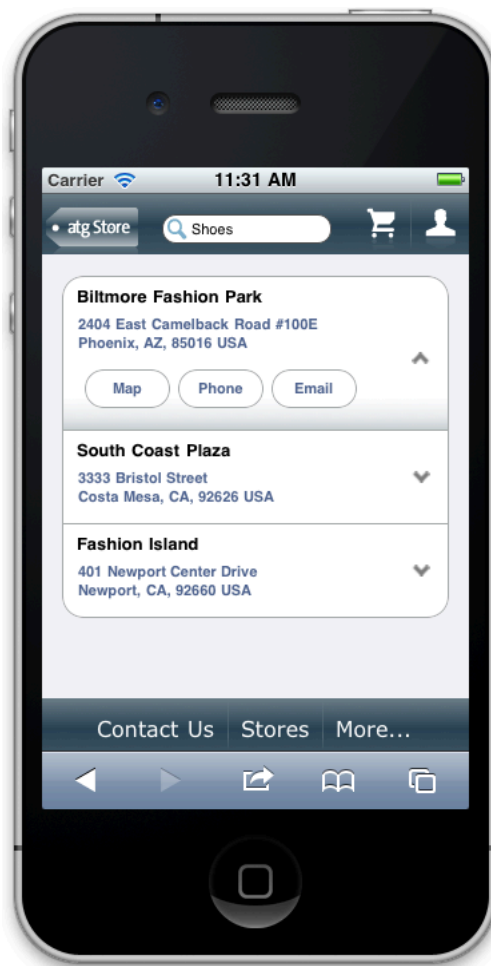 Carrier 11:31 AM
• atg Store Shoes
Biltmore Fashion Park
2404 East Camelback Road #100E
Phoenix, AZ, 85016 USA
Map Phone Email
South Coast Plaza
3333 Bristol Street
Costa Mesa, CA, 92626 USA
Fashion Island
401 Newport Center Drive
Newport, CA, 92660 USA
Contact Us Stores More...